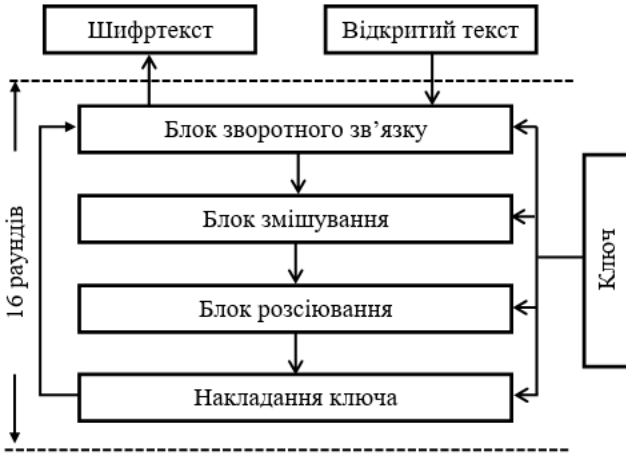 Шифртекст
Відкритий текст
Блок зворотного зв’язку
Блок змішування
Блок розсіювання
Накладання ключа
16 раундів
Ключ